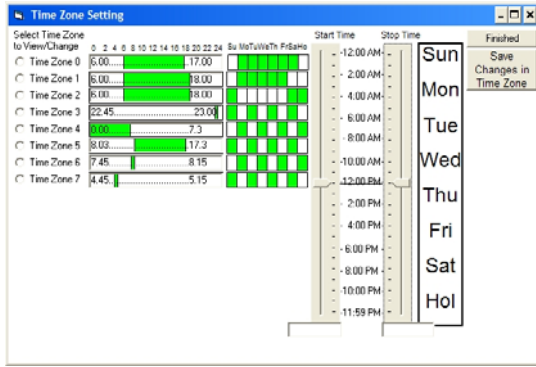 Time Zone Setting
Select Time Zone
to View/Change
0 2 4 6 8 10 12 14 16 18 20 22 24
Su MoTuWeTh FrSaHo
Start Time
Stop Time
Finished
Save
Changes in
Time Zone
Time Zone 0
6.00
17.00
Time Zone 1
6.00
18.00
Time Zone 2
6.00
18.00
Time Zone 3
22.45
23.00
Time Zone 4
0.00
7.3
Time Zone 5
8.03
17.3
Time Zone 6
7.45
8.15
Time Zone 7
4.45
5.15
12:00 AM
2:00 AM
4:00 AM
6:00 AM
8:00 AM
10:00 AM
12:00 PM
2:00 PM
4:00 PM
6:00 PM
8:00 PM
10:00 PM
11:59 PM
Sun
Mon
Tue
Wed
Thu
Fri
Sat
Hol